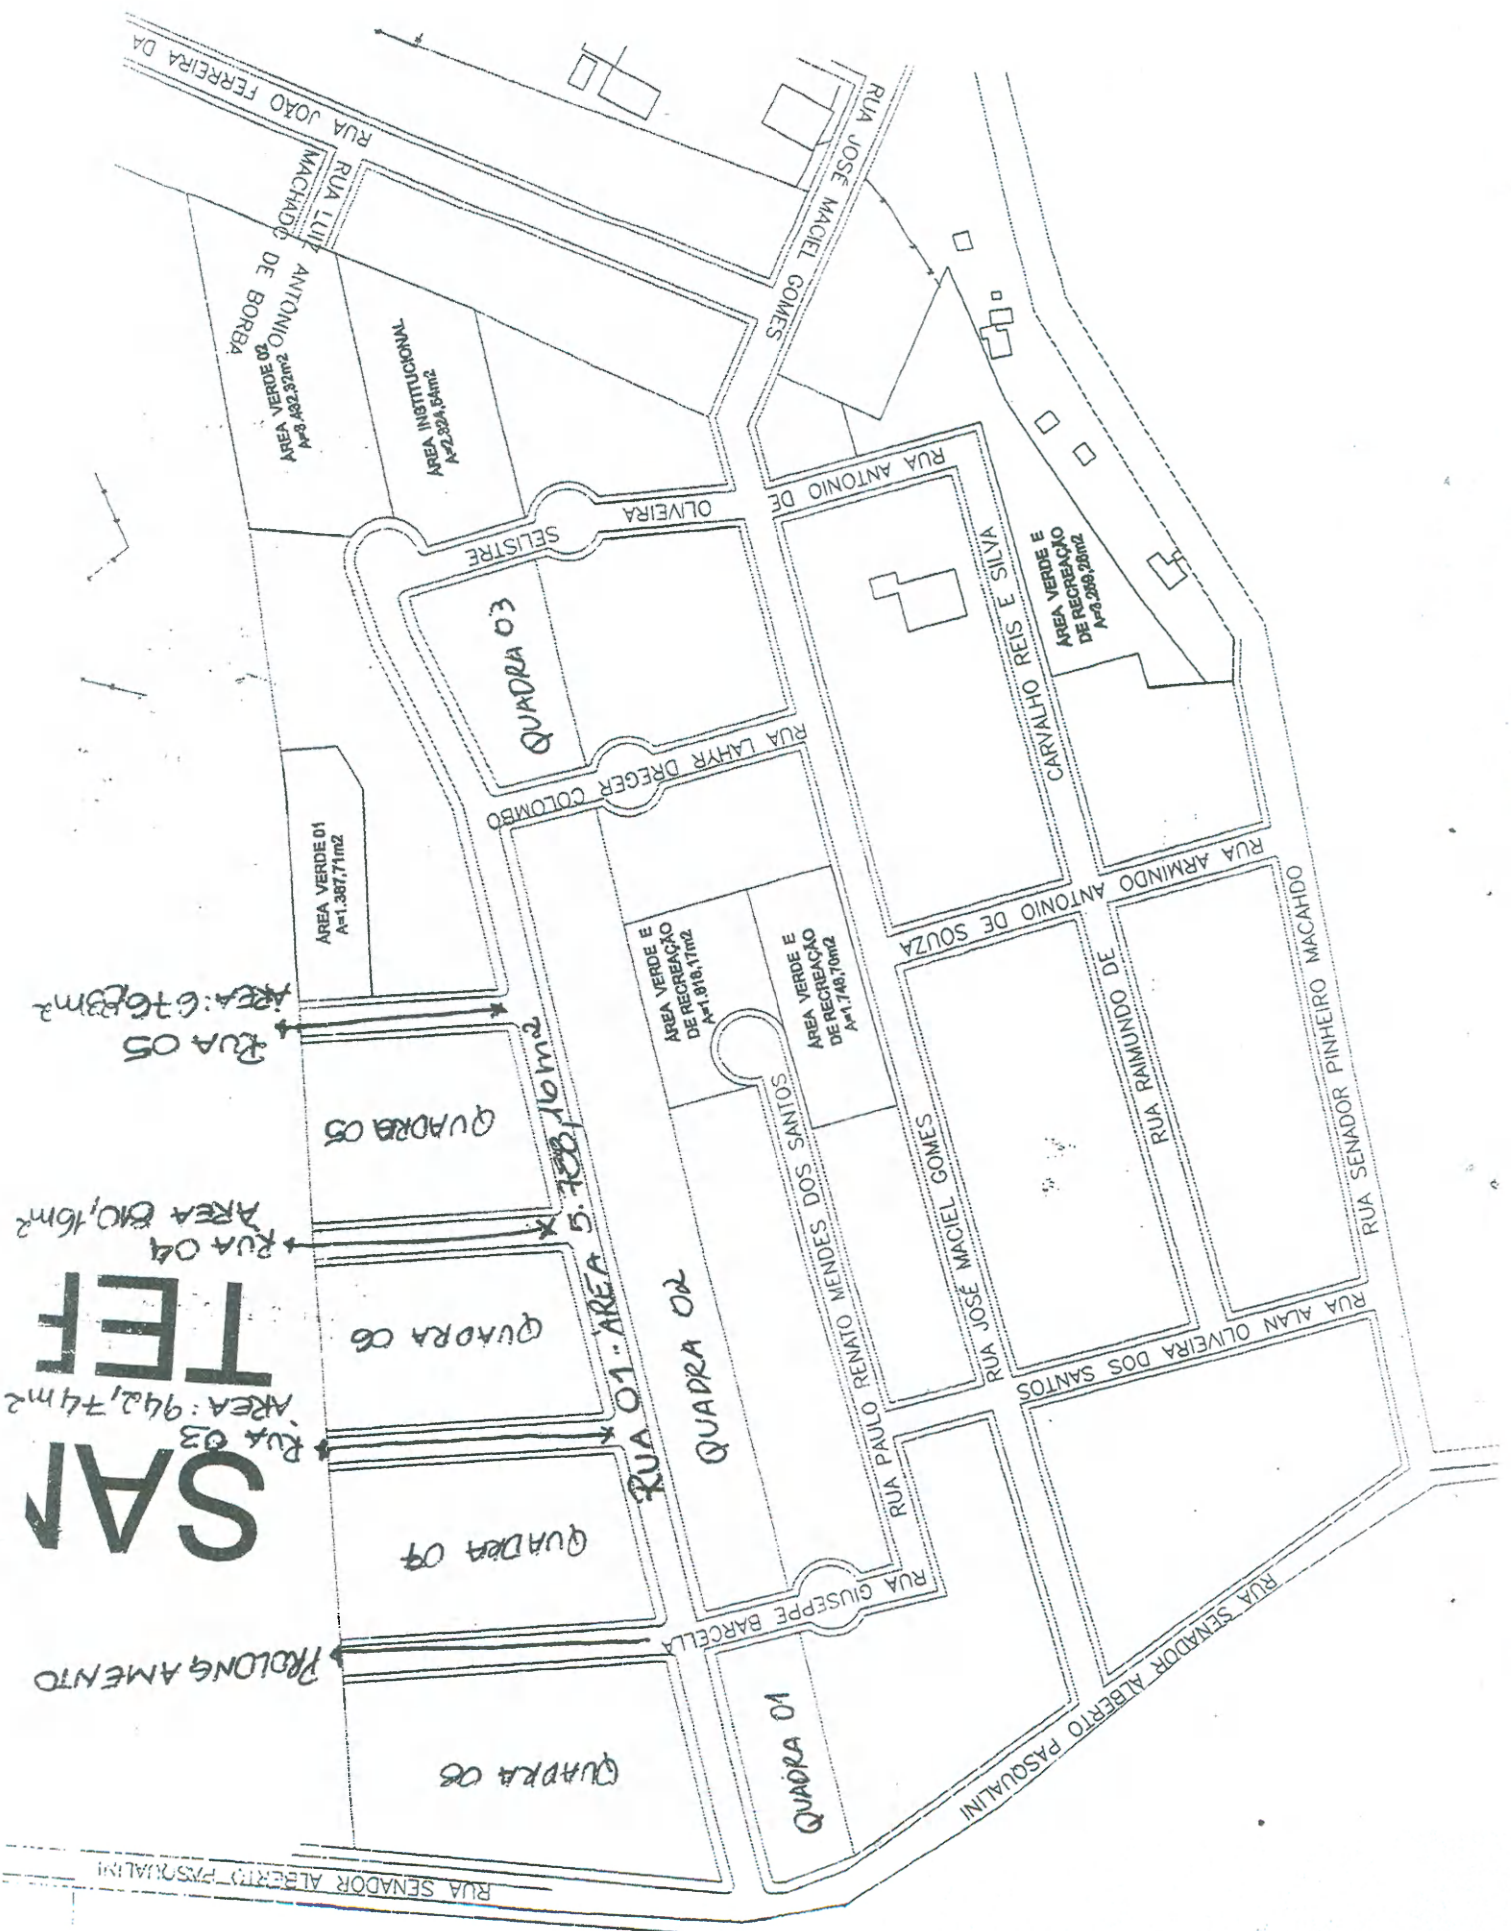 RUA JOÃO FERREIRA DA
RUA LUIZ ANTONIO
MACHADO DE BORBA
RUA JOSÉ MACIEL GOMES
ÁREA VERDE 02
ÁREA INSTITUCIONAL
RUA ANTONIO DE OLIVEIRA SELISTRE
QUADRA 03
RUA LAHYR DREGER COLOMBO
CARVALHO REIS E SILVA
ÁREA VERDE E
DE RECREAÇÃO
ÁREA VERDE 01
A=1.387,71m2
RUA 05
RUA ARMINDO ANTONIO DE SOUZA
ÁREA VERDE E
DE RECREAÇÃO
ÁREA VERDE E
DE RECREAÇÃO
RUA RAIMUNDO DE
RUA SENADOR PINHEIRO MACAHDO
QUADRA 05
RUA 04
RUA JOSÉ MACIEL GOMES
RUA PAULO RENATO MENDES DOS SANTOS
TEF
QUADRA 06
RUA 01 - ÁREA
QUADRA 02
RUA ALAN OLIVEIRA DOS SANTOS
RUA 03
ÁREA: 942,74m2
SAN
QUADRA 07
RUA GIUSEPPE BARCELLA
PROLONGAMENTO
QUADRA 08
QUADRA 01
RUA SENADOR ALBERTO PASQUALINI
RUA SENADOR ALBERTO PASQUALINI